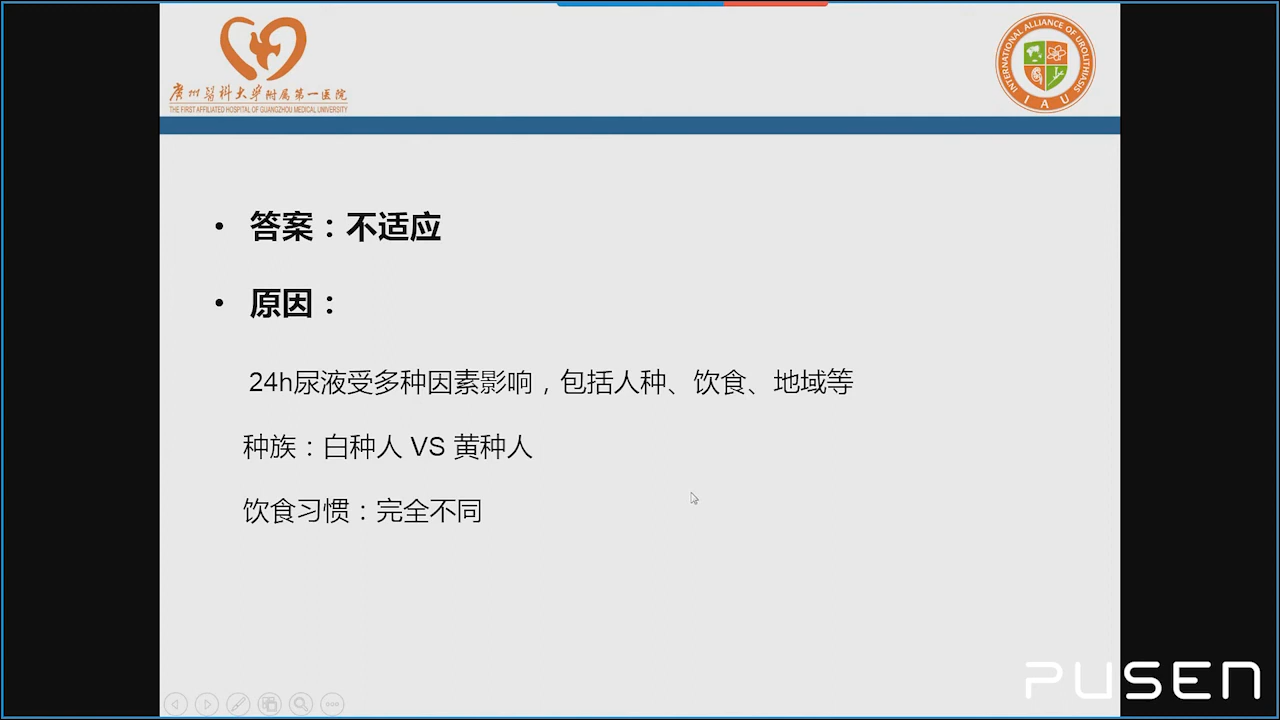 广州医科大学附属第一医院
THE FIRST AFFILIATED HOSPITAL OF GUANGZHOU MEDICAL UNIVERSITY
INTERNATIONAL ALLIANCE OF UROLITHIASIS
I A U
• 答案：不适应
• 原因：
24h尿液受多种因素影响，包括人种、饮食、地域等
种族：白种人 VS 黄种人
饮食习惯：完全不同
PUSEN